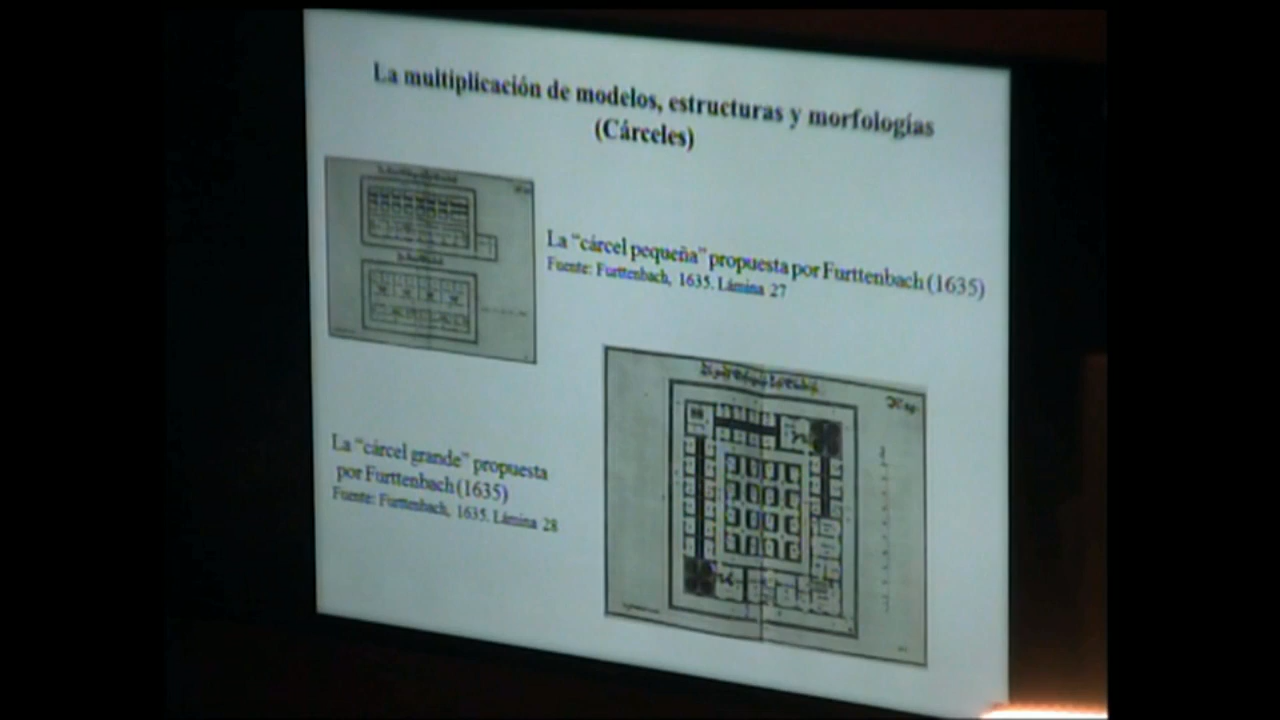 La multiplicación de modelos, estructuras y morfologías
(Cárceles)
La “cárcel pequeña” propuesta por Furttenbach (1635)
Fuente: Furttenbach, 1635. Lámina 27
La “cárcel grande” propuesta
por Furttenbach (1635)
Fuente: Furttenbach, 1635. Lámina 28